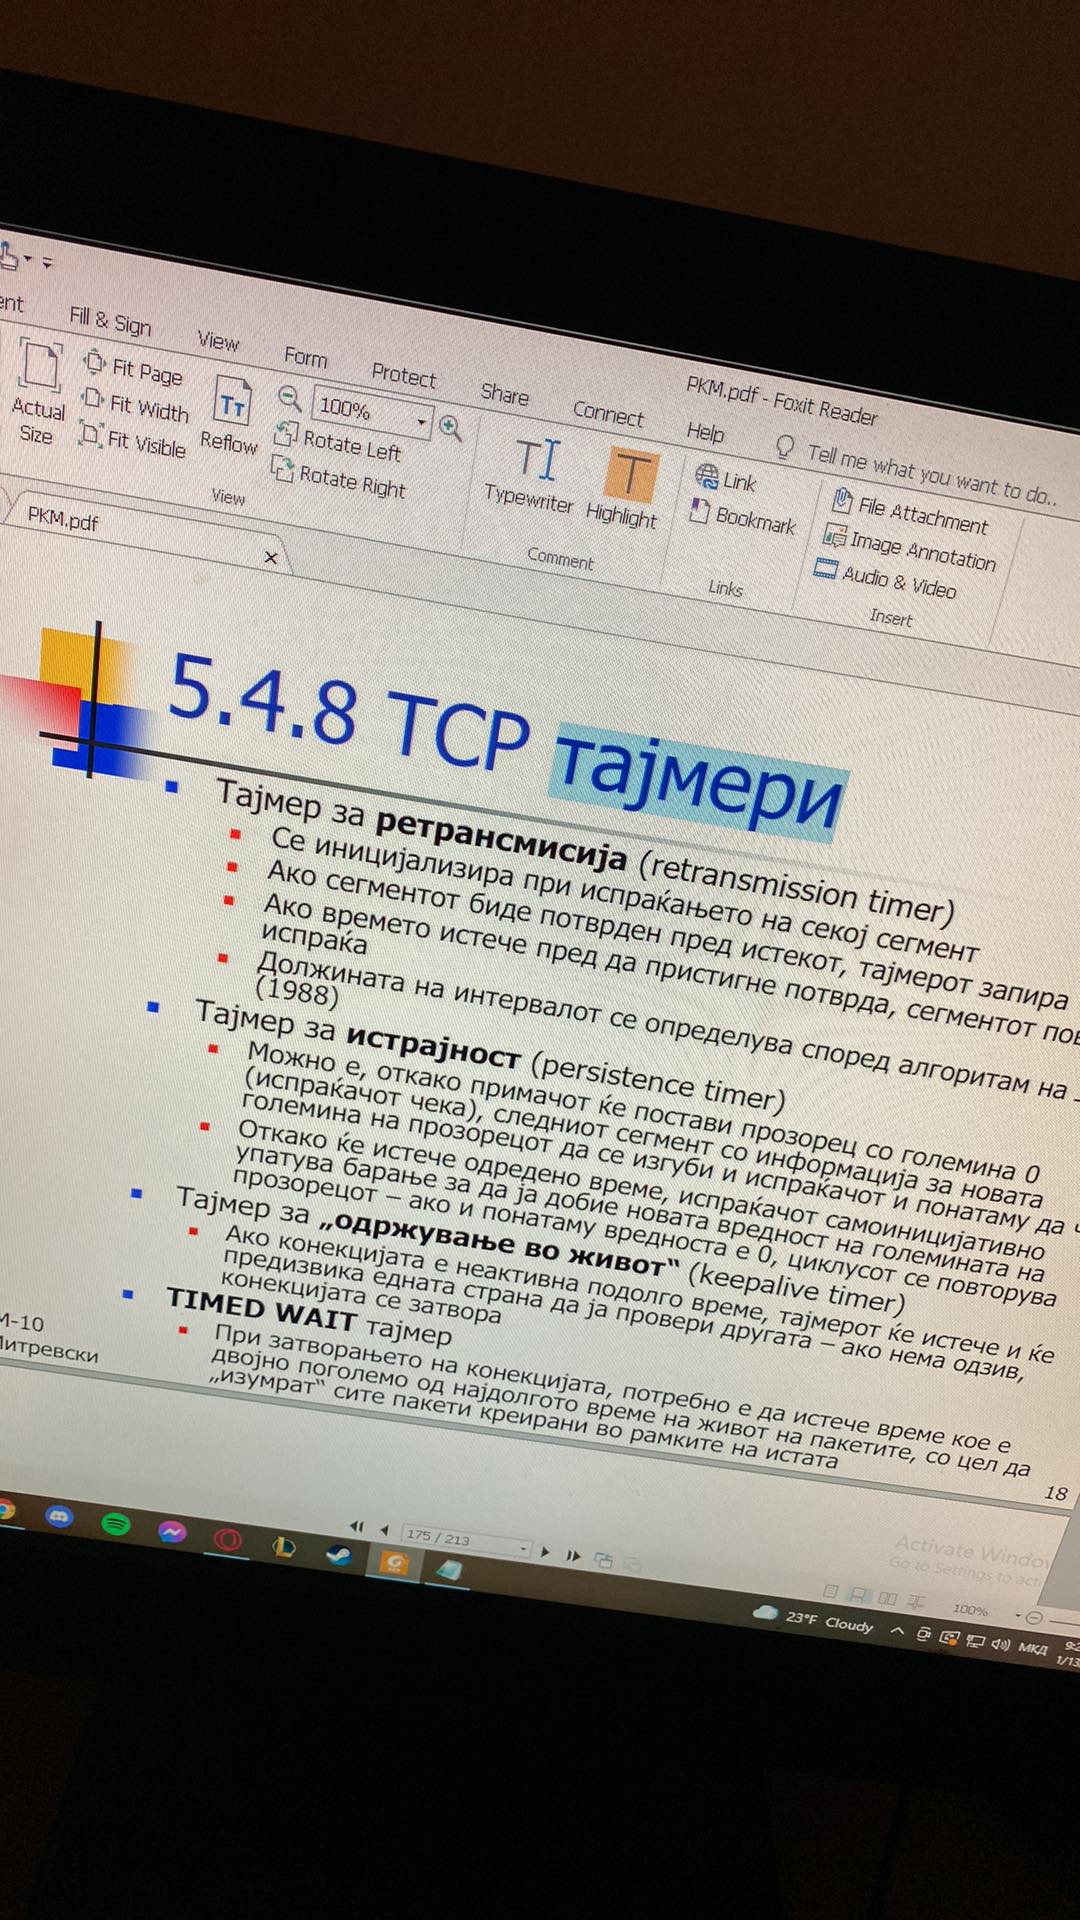 ent
Fill & Sign
View
Form
Protect
Share
Connect
Help
PKM.pdf - Foxit Reader
Tell me what you want to do..
Actual
Size
Fit Page
Fit Width
Fit Visible
Reflow
100%
Rotate Left
Rotate Right
View
Typewriter
Highlight
Comment
Link
Bookmark
Links
File Attachment
Image Annotation
Audio & Video
Insert
PKM.pdf
5.4.8 TCP тајмери
Тајмер за ретрансмисија (retransmission timer)
Се иницијализира при испраќањето на секој сегмент
Ако сегментот биде потврден пред истекот, тајмерот запира
Ако времето истече пред да пристигне потврда, сегментот пов
испраќа
Должината на интервалот се определува според алгоритам на
(1988)
Тајмер за истрајност (persistence timer)
Можно е, откако примачот ќе постави прозорец со големина 0
(испраќачот чека), следниот сегмент со информација за новата
големина на прозорецот да се изгуби и испраќачот и понатаму да ч
Откако ќе истече одредено време, испраќачот самоиницијативно
упатува барање за да ја добие новата вредност на големината на
прозорецот – ако и понатаму вредноста е 0, циклусот се повторува
Тајмер за „одржување во живот“ (keepalive timer)
Ако конекцијата е неактивна подолго време, тајмерот ќе истече и ќе
предизвика едната страна да ја провери другата – ако нема одзив,
конекцијата се затвора
TIMED WAIT тајмер
При затворањето на конекцијата, потребно е да истече време кое е
двојно поголемо од најдолгото време на живот на пакетите, со цел да
„изумрат“ сите пакети креирани во рамките на истата
М-10
Митревски
18
175 / 213
Activate Window
Go to Settings to acti
100%
23°F Cloudy
МКД
9:2
1/13